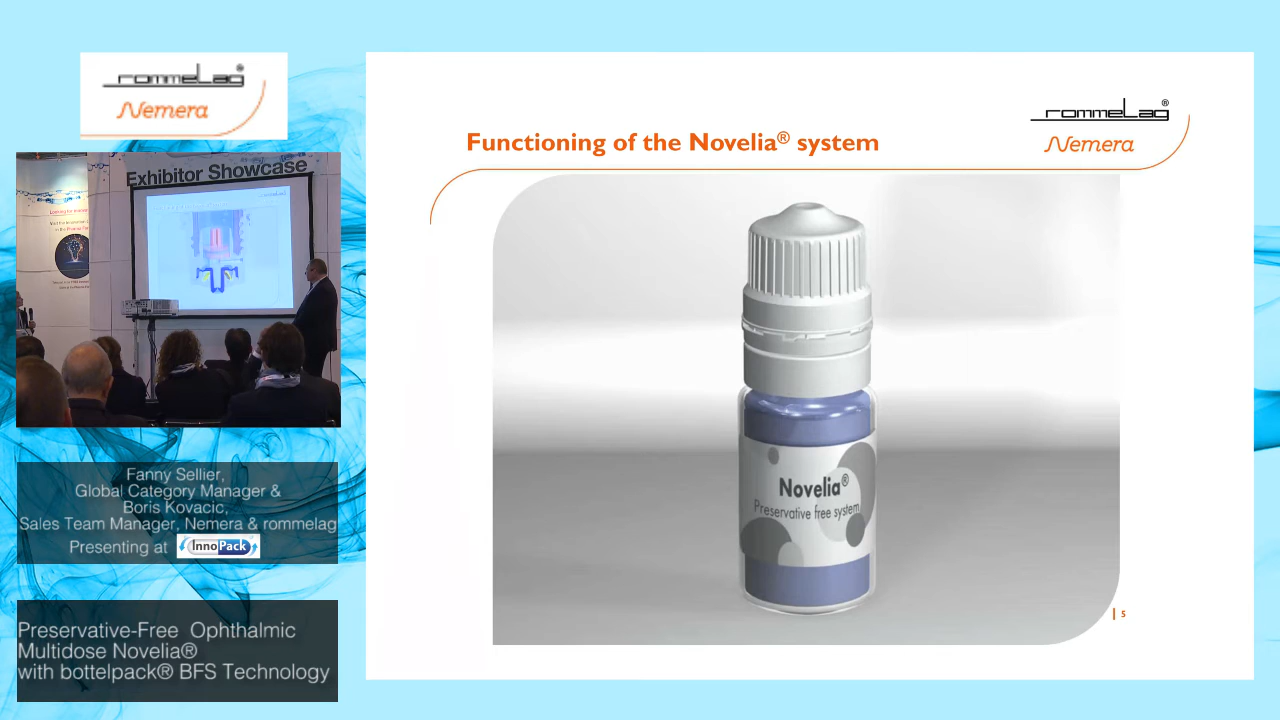 rommelag®
Nemera
Exhibitor Showcase
Fanny Sellier,
Global Category Manager &
Boris Kovacic,
Sales Team Manager, Nemera & rommelag
Presenting at InnoPack
Preservative-Free Ophthalmic
Multidose Novelia®
with bottelpack® BFS Technology
Functioning of the Novelia® system
rommelag®
Nemera
Novelia®
Preservative free system
5